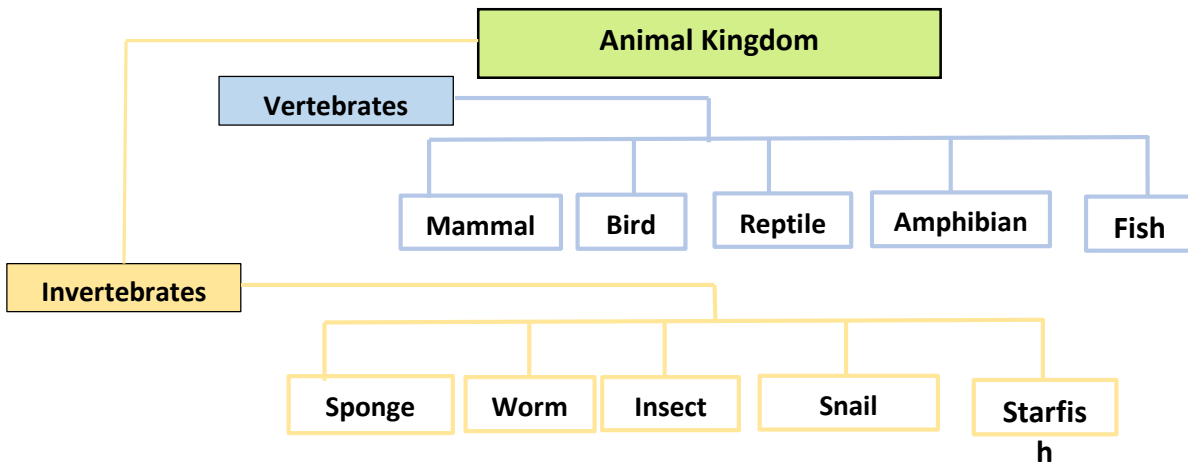 Animal Kingdom
Vertebrates
Mammal
Bird
Reptile
Amphibian
Fish
Invertebrates
Sponge
Worm
Insect
Snail
Starfis
h